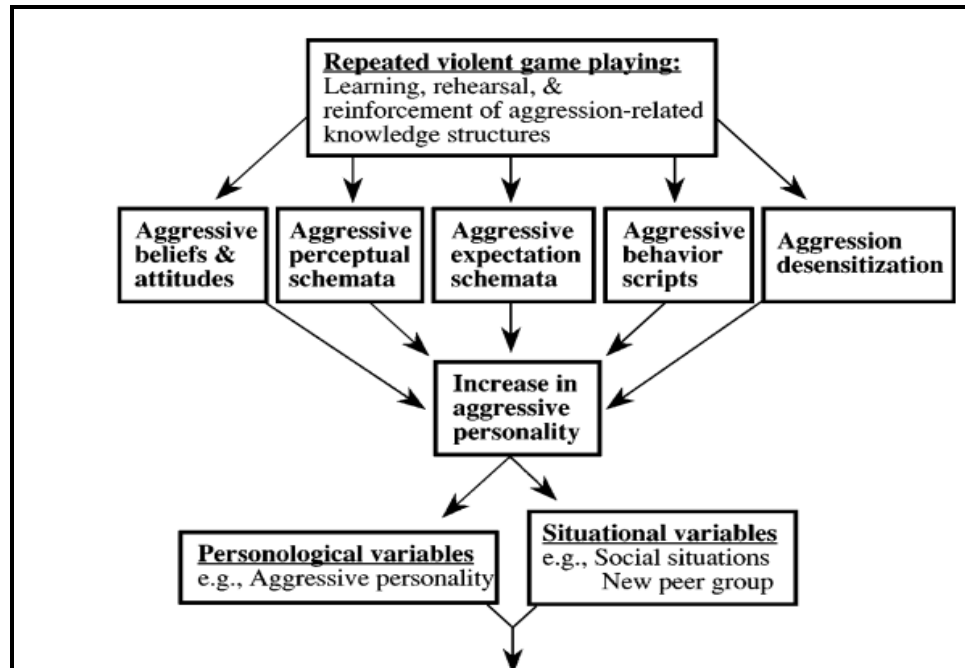 Repeated violent game playing:
Learning, rehearsal, &
reinforcement of aggression-related
knowledge structures
Aggressive
beliefs &
attitudes
Aggressive
perceptual
schemata
Aggressive
expectation
schemata
Aggressive
behavior
scripts
Aggression
desensitization
Increase in
aggressive
personality
Personological variables
e.g., Aggressive personality
Situational variables
e.g., Social situations
New peer group